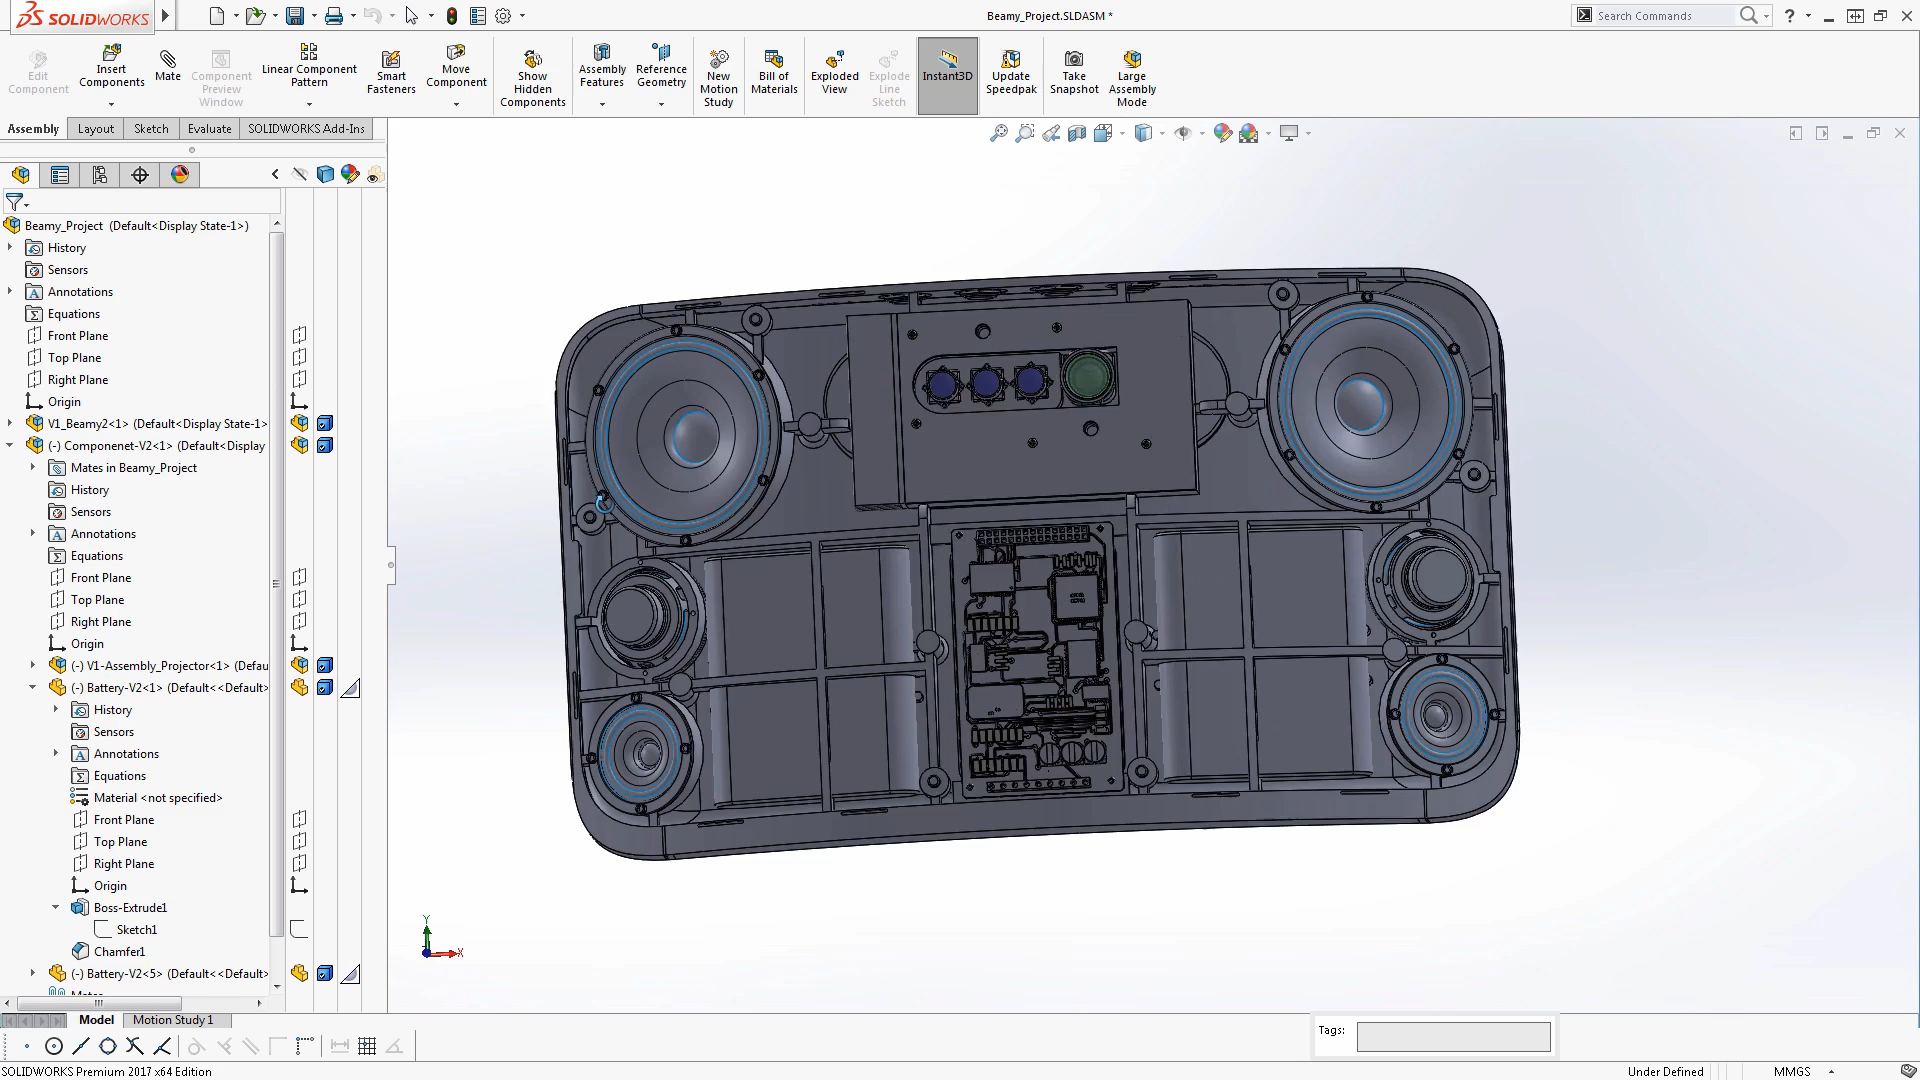 SOLIDWORKS
Beamy_Project.SLDASM *
Search Commands
?
Edit
Component
Insert
Components
Mate
Component
Preview
Window
Linear Component
Pattern
Smart
Fasteners
Move
Component
Show
Hidden
Components
Assembly
Features
Reference
Geometry
New
Motion
Study
Bill of
Materials
Exploded
View
Explode
Line
Sketch
Instant3D
Update
Speedpak
Take
Snapshot
Large
Assembly
Mode
Assembly
Layout
Sketch
Evaluate
SOLIDWORKS Add-Ins
Beamy_Project (Default<Display State-1>)
History
Sensors
Annotations
Equations
Front Plane
Top Plane
Right Plane
Origin
V1_Beamy2<1> (Default<Display State-1>
(-) Componenet-V2<1> (Default<Display
Mates in Beamy_Project
History
Sensors
Annotations
Equations
Front Plane
Top Plane
Right Plane
Origin
(-) V1-Assembly_Projector<1> (Defau
(-) Battery-V2<1> (Default<<Default>
History
Sensors
Annotations
Equations
Material <not specified>
Front Plane
Top Plane
Right Plane
Origin
Boss-Extrude1
Sketch1
Chamfer1
(-) Battery-V2<5> (Default<<Default>
Mates
Y
X
Model
Motion Study 1
Tags:
SOLIDWORKS Premium 2017 x64 Edition
Under Defined
MMGS